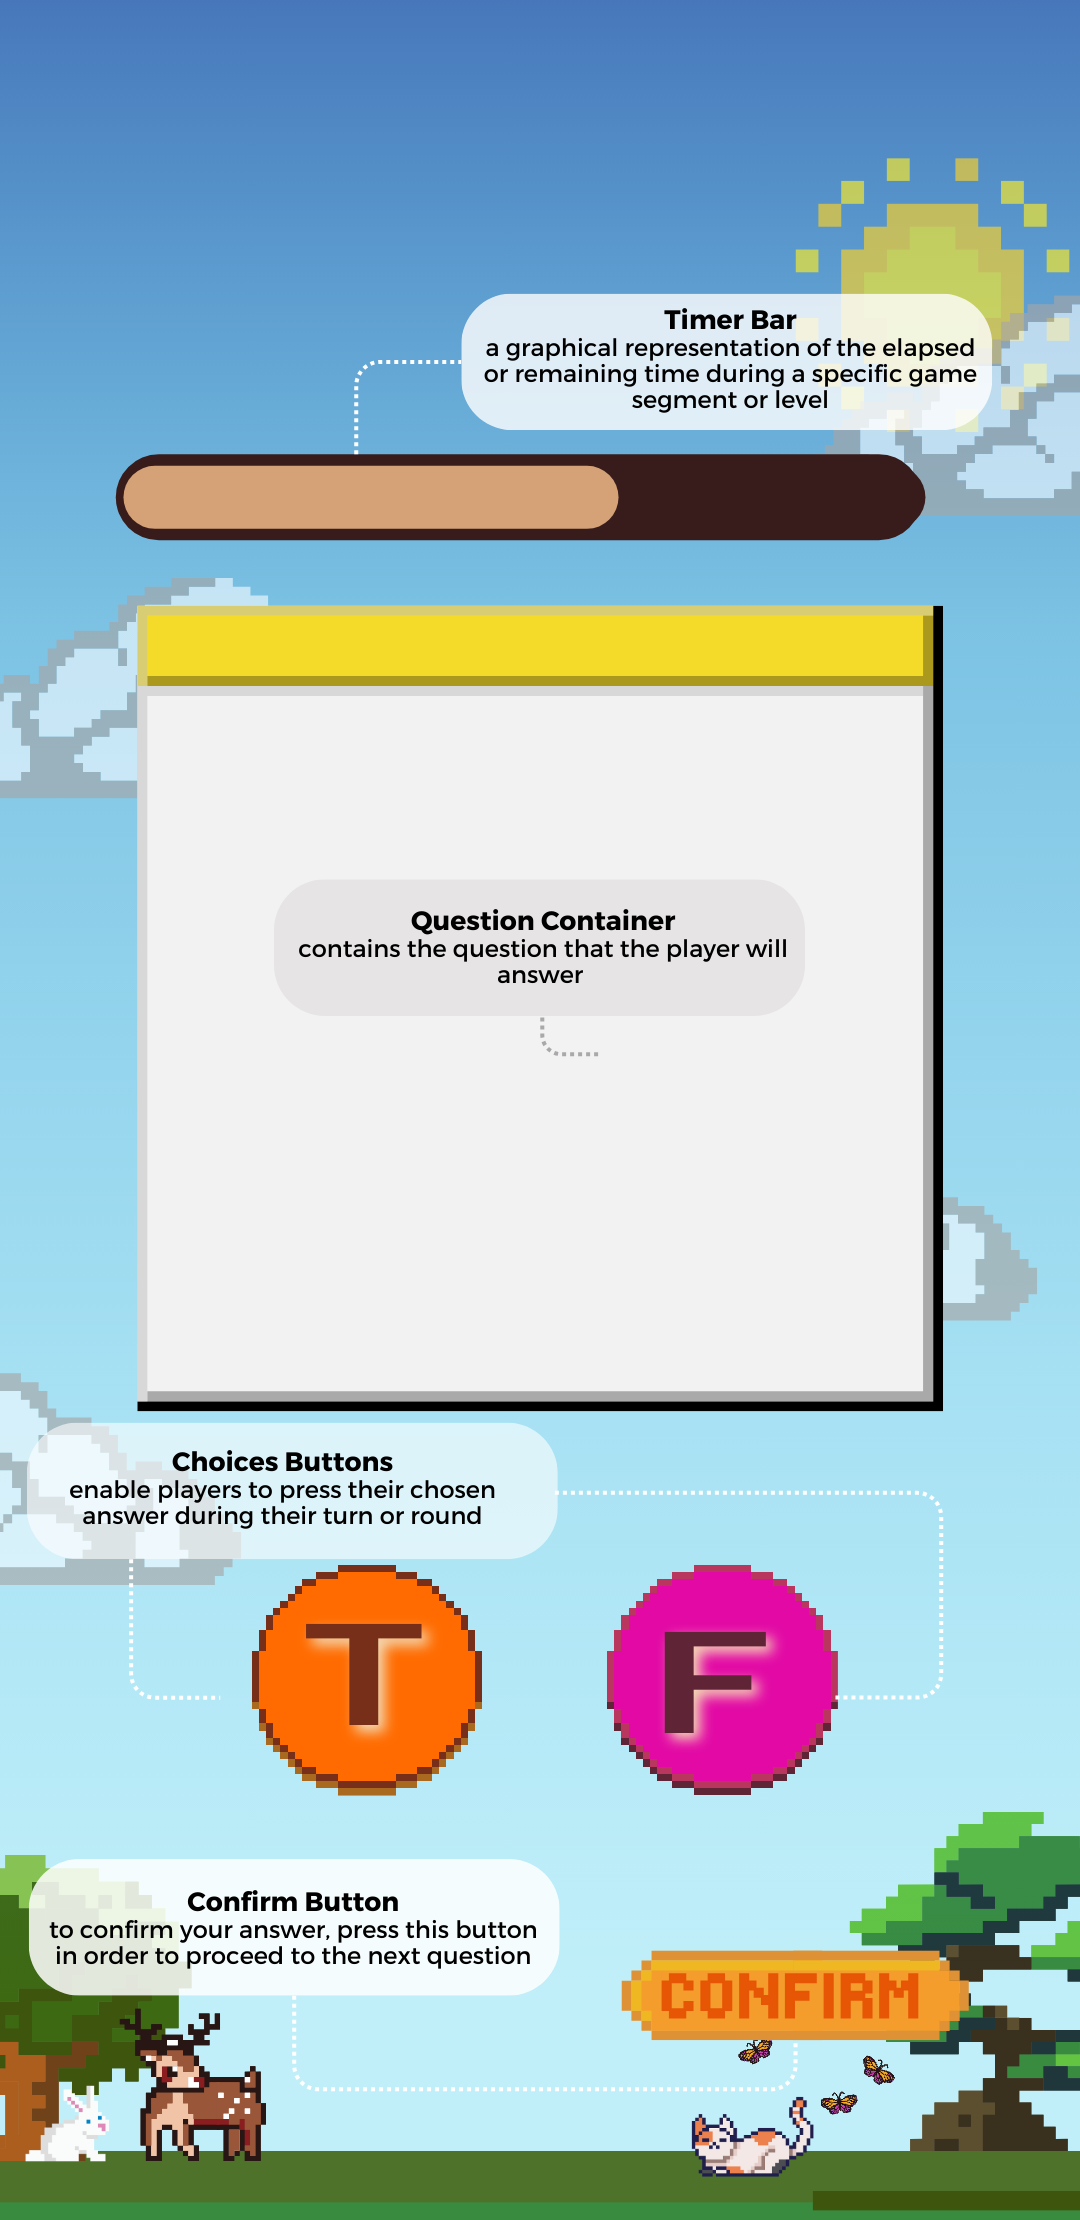 Timer Bar
a graphical representation of the elapsed
or remaining time during a specific game
segment or level
Question Container
contains the question that the player will
answer
Choices Buttons
enable players to press their chosen
answer during their turn or round
T
F
Confirm Button
to confirm your answer, press this button
in order to proceed to the next question
CONFIRM